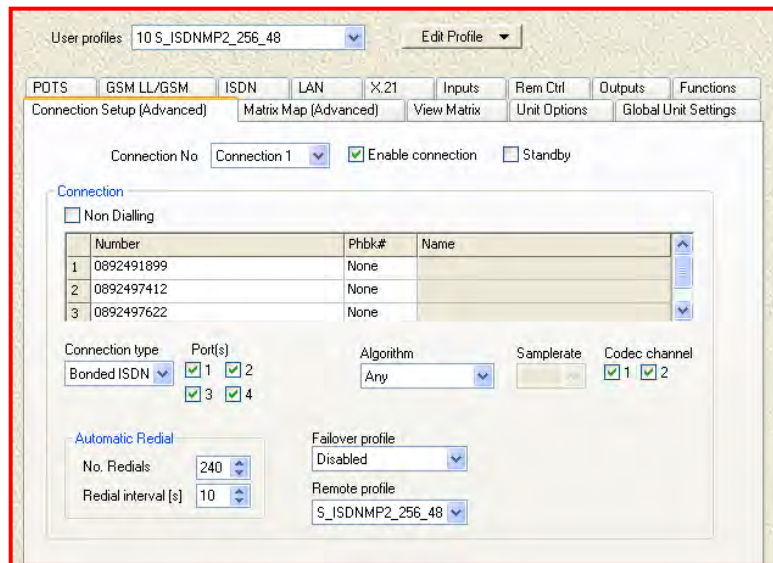 User profiles 10 S_ISDNMP2_256_48 Edit Profile
POTS GSM LL/GSM ISDN LAN X.21 Inputs Rem Ctrl Outputs Functions
Connection Setup (Advanced) Matrix Map (Advanced) View Matrix Unit Options Global Unit Settings
Connection No Connection 1 Enable connection Standby
Connection
Non Dialling
Number Phbk# Name
1 0892491899 None
2 0892497412 None
3 0892497622 None
Connection type Port(s) Algorithm Samplerate Codec channel
Bonded ISDN 1 2 Any 1 2
3 4
Automatic Redial Failover profile
No. Redials 240 Disabled
Redial interval [s] 10 Remote profile
S_ISDNMP2_256_48